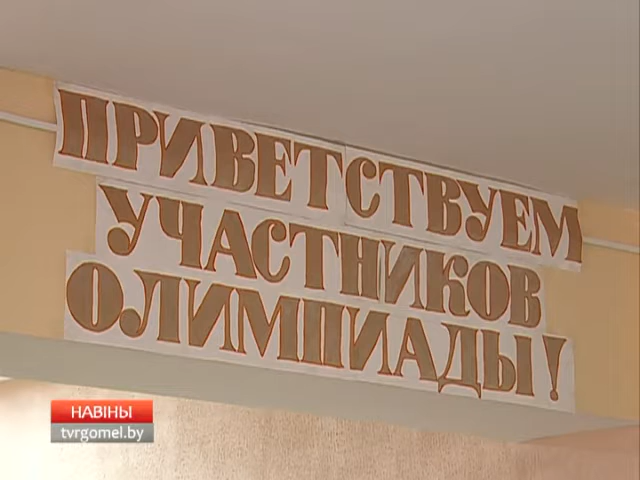 ПРИВЕТСТВУЕМ
УЧАСТНИКОВ
ОЛИМПИАДЫ!
НАВІНЫ
tvrgomel.by